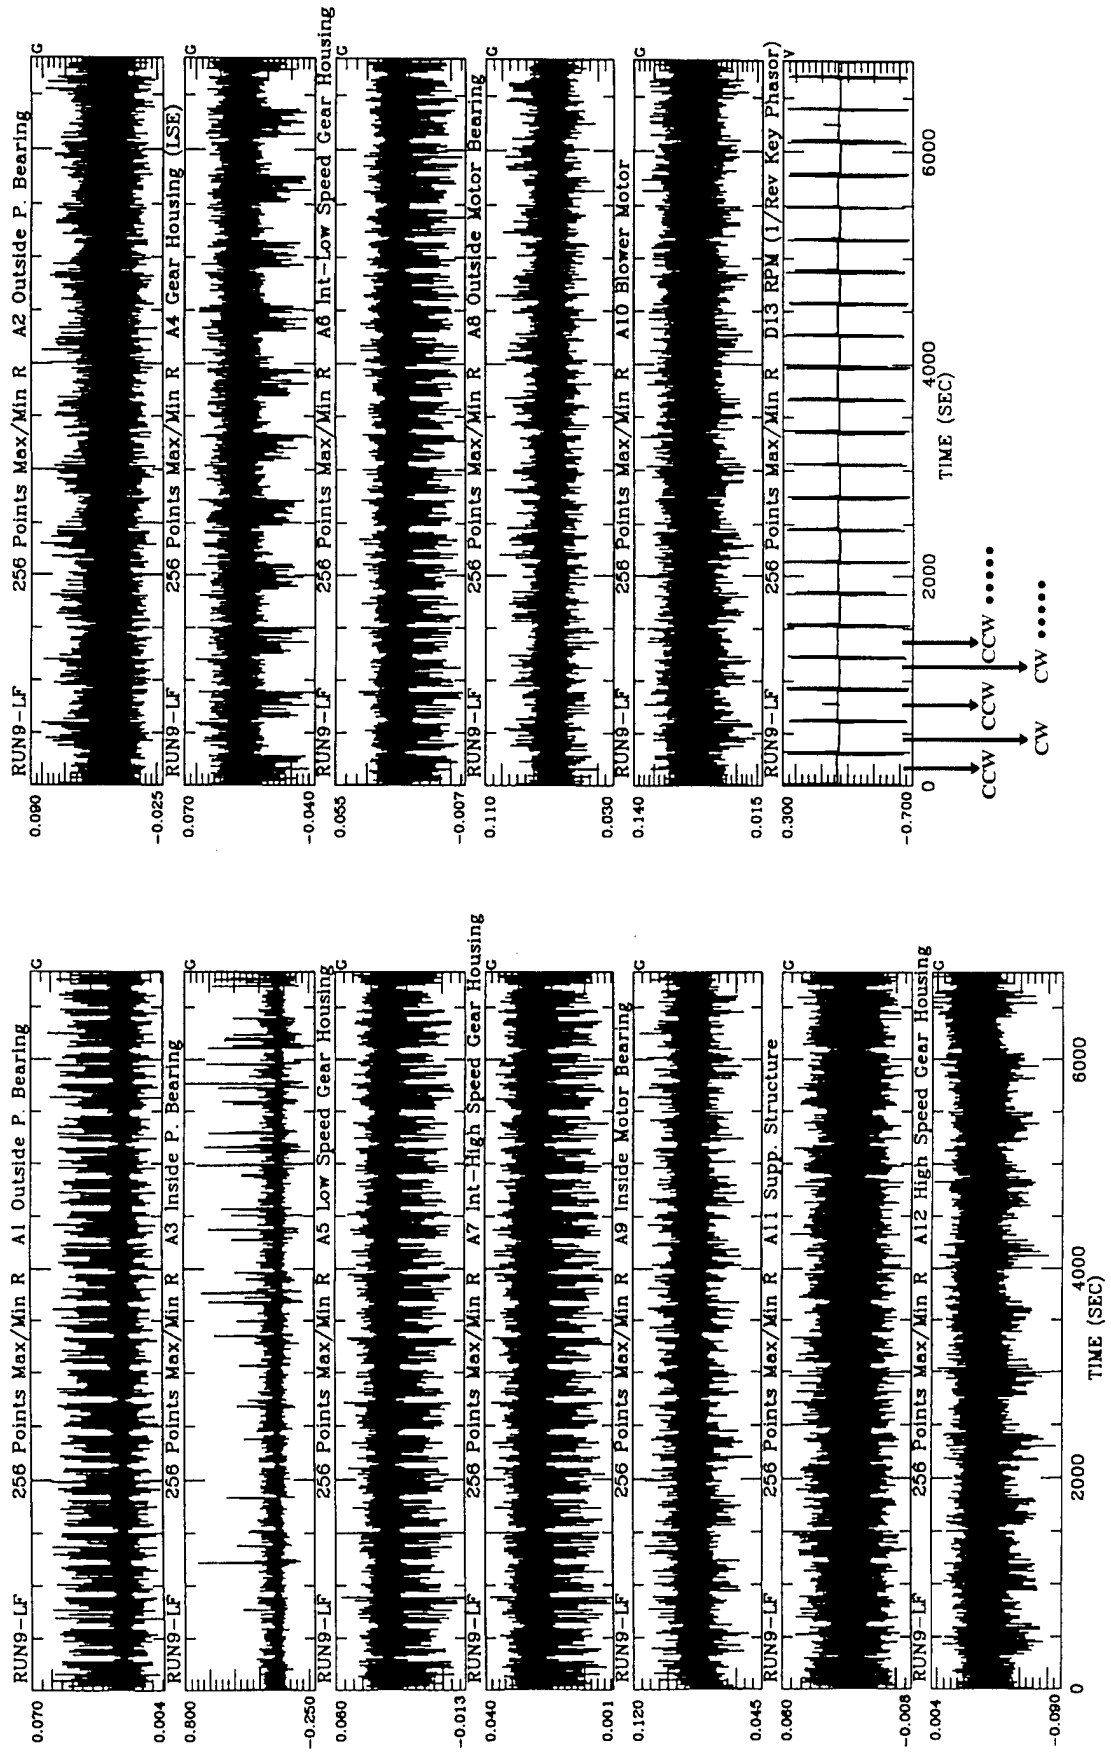 RUN9-LF 256 Points Max/Min R A1 Outside P. Bearing
G
0.070
0.004
RUN9-LF 256 Points Max/Min R A3 Inside P. Bearing
G
0.800
-0.250
RUN9-LF 256 Points Max/Min R A5 Low Speed Gear Housing
G
0.060
-0.013
RUN9-LF 256 Points Max/Min R A7 Int-High Speed Gear Housing
G
0.040
0.001
RUN9-LF 256 Points Max/Min R A9 Inside Motor Bearing
G
0.120
0.045
RUN9-LF 256 Points Max/Min R A11 Supp. Structure
G
0.060
-0.008
RUN9-LF 256 Points Max/Min R A12 High Speed Gear Housing
G
0.004
-0.090
0 2000 4000 6000
TIME (SEC)
RUN9-LF 256 Points Max/Min R A2 Outside P. Bearing
G
0.090
-0.025
RUN9-LF 256 Points Max/Min R A4 Gear Housing (LSE)
G
0.070
-0.040
RUN9-LF 256 Points Max/Min R A6 Int-Low Speed Gear Housing
G
0.055
-0.007
RUN9-LF 256 Points Max/Min R A8 Outside Motor Bearing
G
0.110
0.030
RUN9-LF 256 Points Max/Min R A10 Blower Motor
G
0.140
0.015
RUN9-LF 256 Points Max/Min R D13 RPM (1/Rev Key Phasor)
V
0.300
-0.700
0 2000 4000 6000
TIME (SEC)
CCW CCW CCW •••••
CW CW •••••